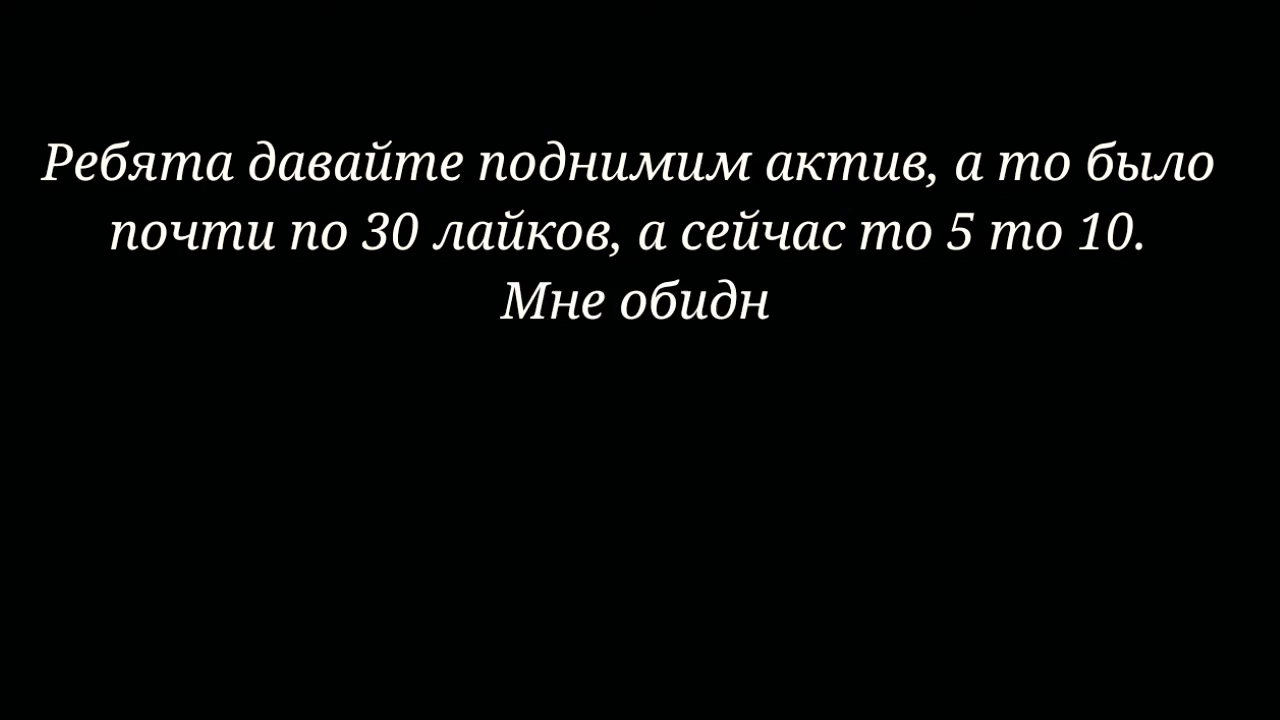 Ребята давайте поднимим актив, а то было
почти по 30 лайков, а сейчас то 5 то 10.
Мне обидн